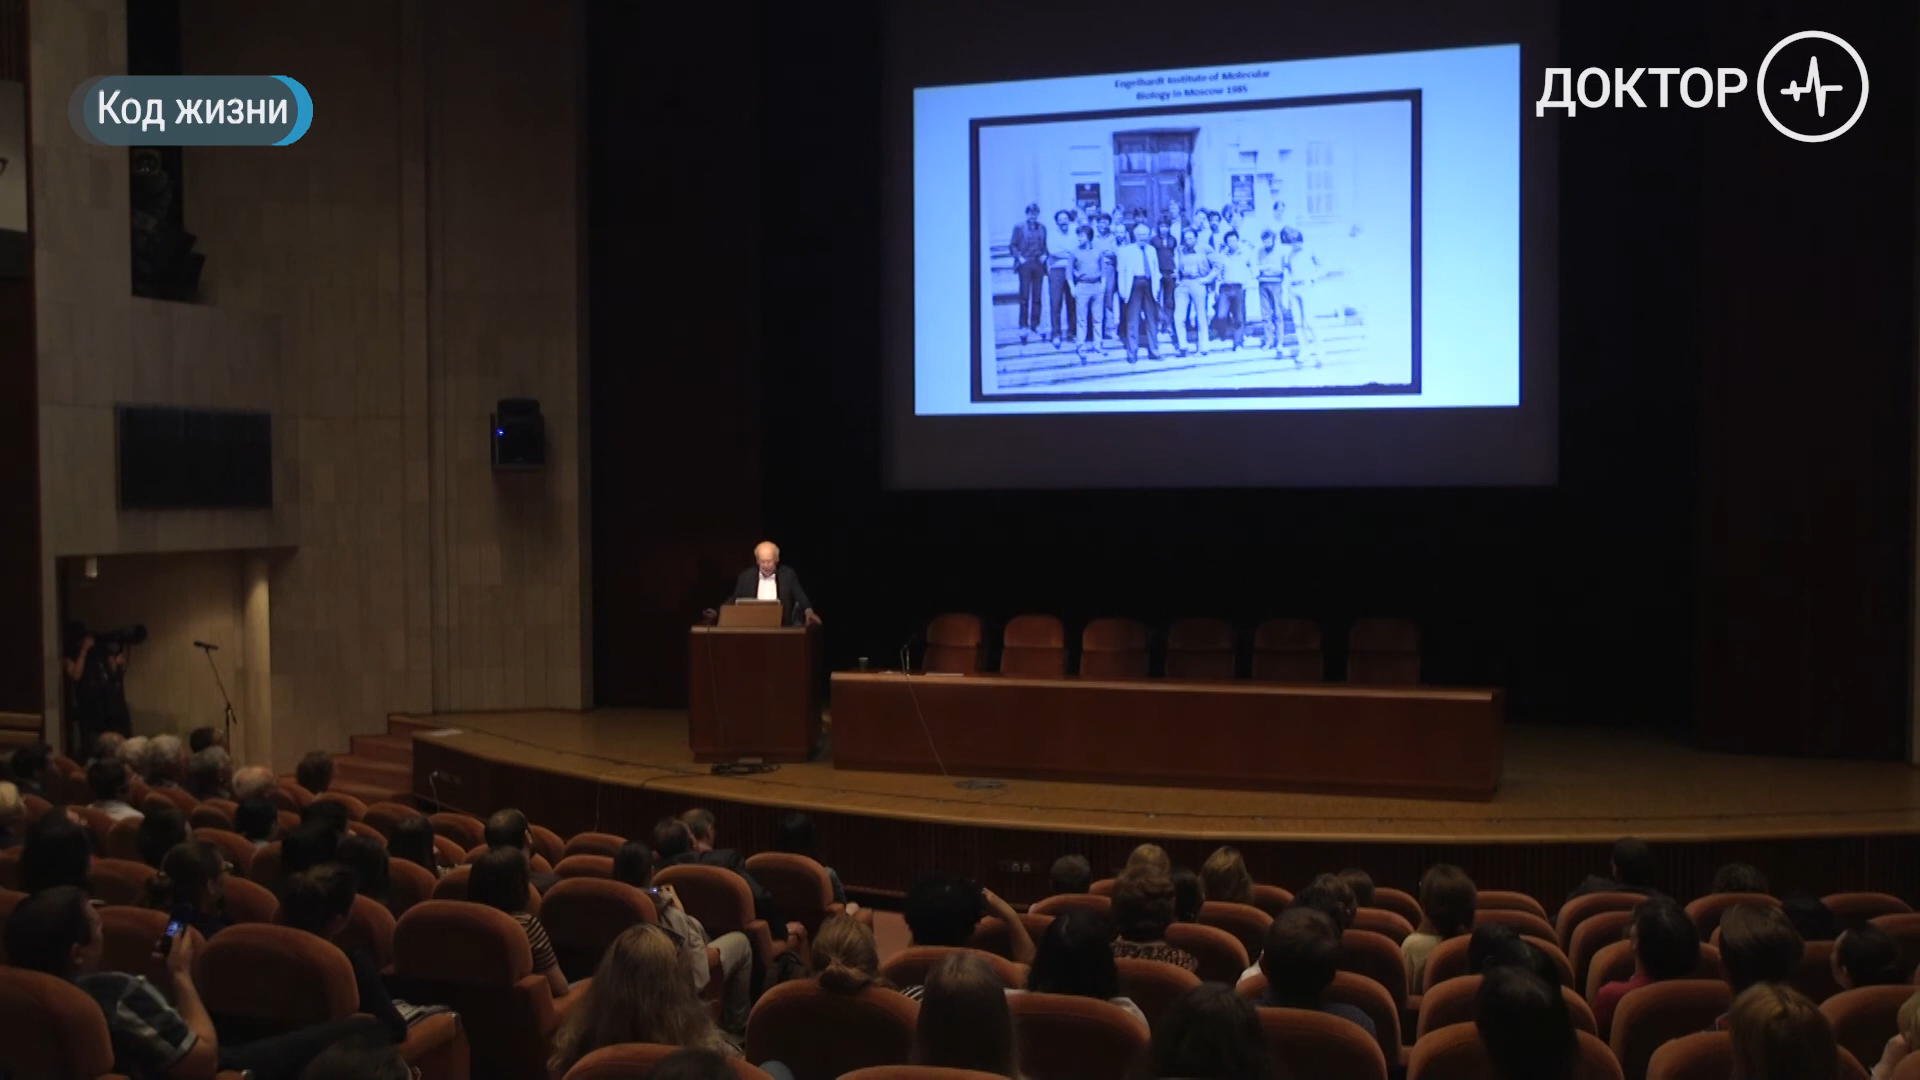 Код жизни
ДОКТОР
Engelhardt Institute of Molecular
Biology in Moscow 1985